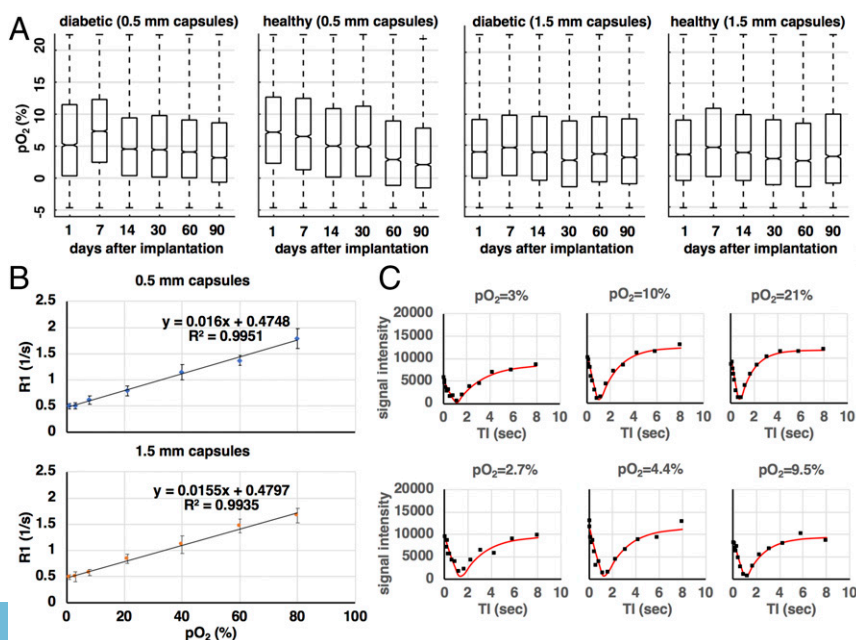 A
diabetic (0.5 mm capsules) healthy (0.5 mm capsules) diabetic (1.5 mm capsules) healthy (1.5 mm capsules)
pO₂ (%)
20
15
10
5
0
-5
1 7 14 30 60 90 1 7 14 30 60 90 1 7 14 30 60 90 1 7 14 30 60 90
days after implantation days after implantation days after implantation days after implantation
B
0.5 mm capsules
R1 (1/s)
2.5
2
1.5
1
0.5
0
y = 0.016x + 0.4748
R² = 0.9951
1.5 mm capsules
R1 (1/s)
2.5
2
1.5
1
0.5
0
y = 0.0155x + 0.4797
R² = 0.9935
0 20 40 60 80 100
pO₂ (%)
C
pO₂=3% pO₂=10% pO₂=21%
signal intensity
20000
15000
10000
5000
0
0 2 4 6 8 10 0 2 4 6 8 10 0 2 4 6 8 10
TI (sec) TI (sec) TI (sec)
pO₂=2.7% pO₂=4.4% pO₂=9.5%
signal intensity
20000
15000
10000
5000
0
0 2 4 6 8 10 0 2 4 6 8 10 0 2 4 6 8 10
TI (sec) TI (sec) TI (sec)